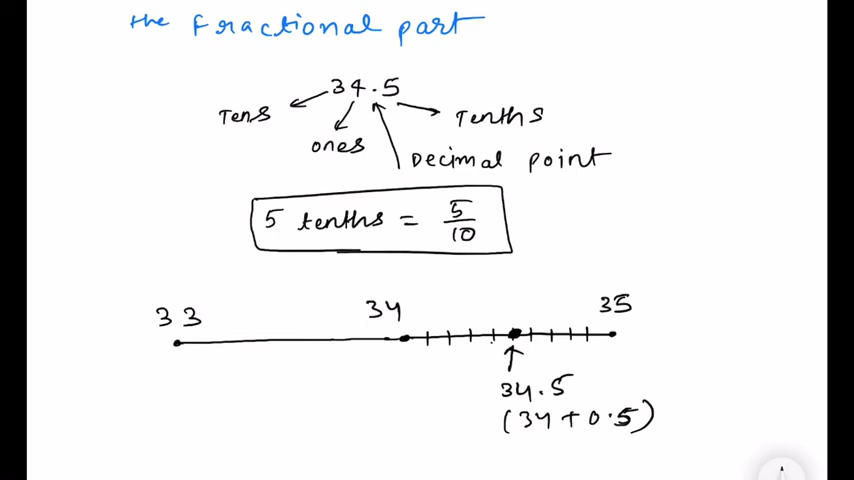 the Fractional part
34.5
Tens
Tenths
ones
Decimal point
5 tenths = 5/10
33 34 35
34.5
(34 + 0.5)